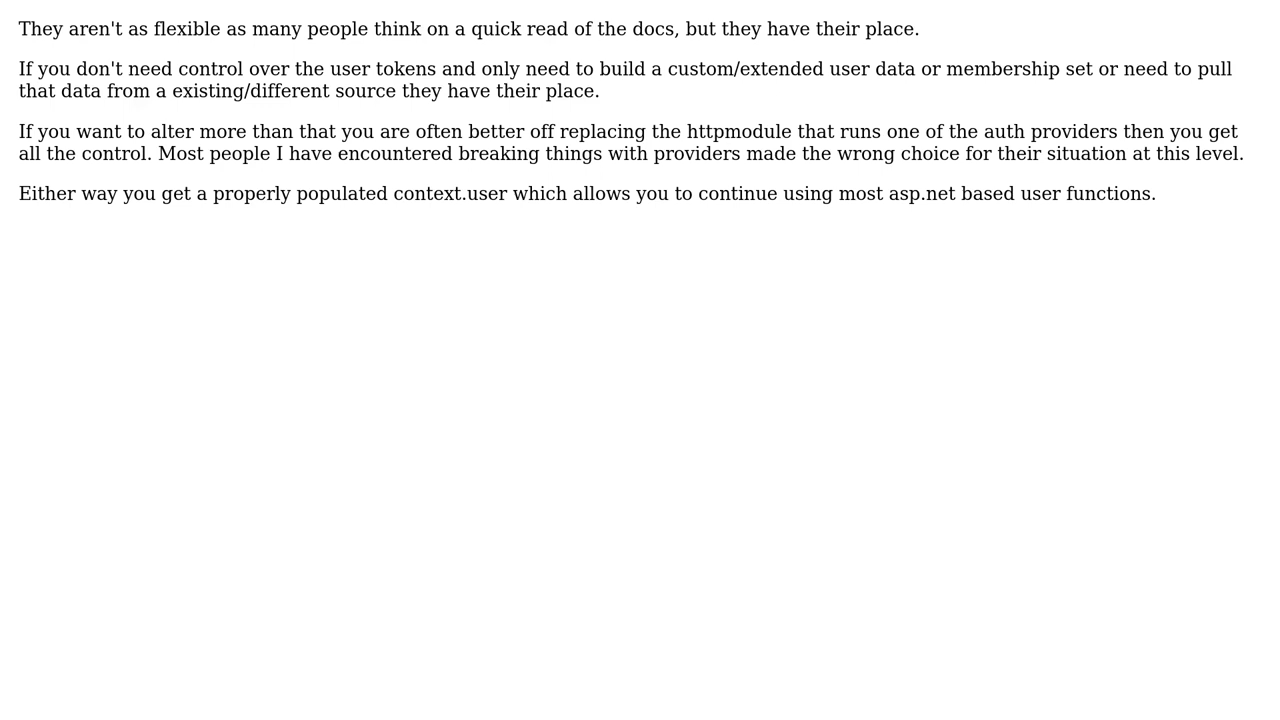 They aren't as flexible as many people think on a quick read of the docs, but they have their place.
If you don't need control over the user tokens and only need to build a custom/extended user data or membership set or need to pull
that data from a existing/different source they have their place.
If you want to alter more than that you are often better off replacing the httpmodule that runs one of the auth providers then you get
all the control. Most people I have encountered breaking things with providers made the wrong choice for their situation at this level.
Either way you get a properly populated context.user which allows you to continue using most asp.net based user functions.